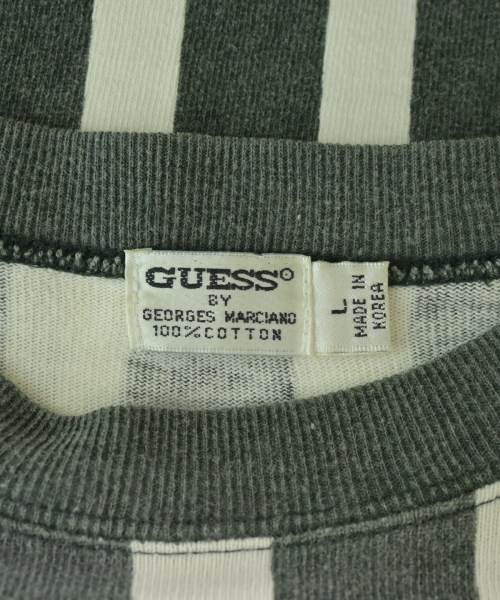 GUESS®
BY
GEORGES MARCIANO
100% COTTON
L
MADE IN
KOREA